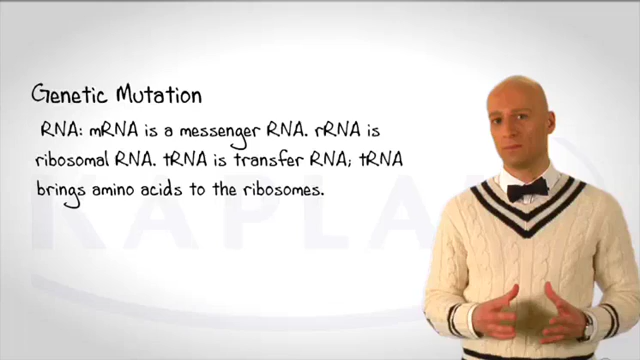 Genetic Mutation
RNA: mRNA is a messenger RNA. rRNA is
ribosomal RNA. tRNA is transfer RNA; tRNA
brings amino acids to the ribosomes.
KAPLA